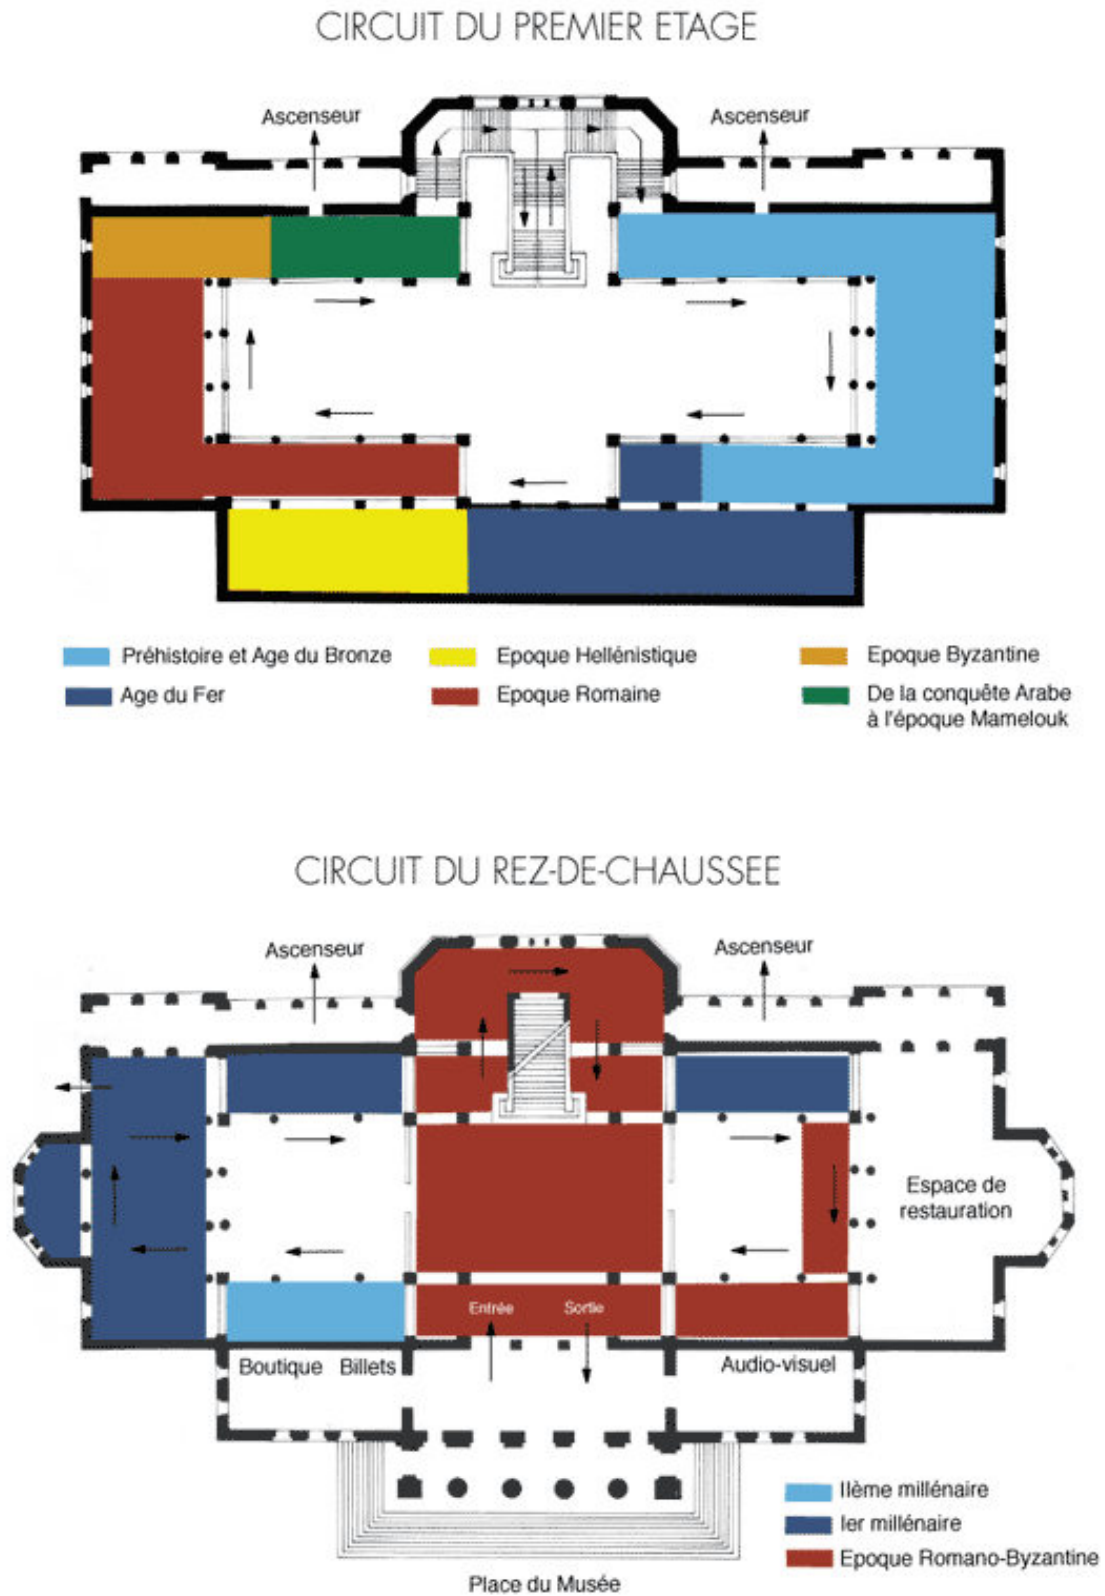 CIRCUIT DU PREMIER ETAGE
Ascenseur
Ascenseur
Préhistoire et Age du Bronze
Epoque Hellénistique
Epoque Byzantine
Age du Fer
Epoque Romaine
De la conquête Arabe
à l'époque Mamelouk
CIRCUIT DU REZ-DE-CHAUSSEE
Ascenseur
Ascenseur
Espace de
restauration
Entrée
Sortie
Boutique
Billets
Audio-visuel
IIème millénaire
Ier millénaire
Epoque Romano-Byzantine
Place du Musée